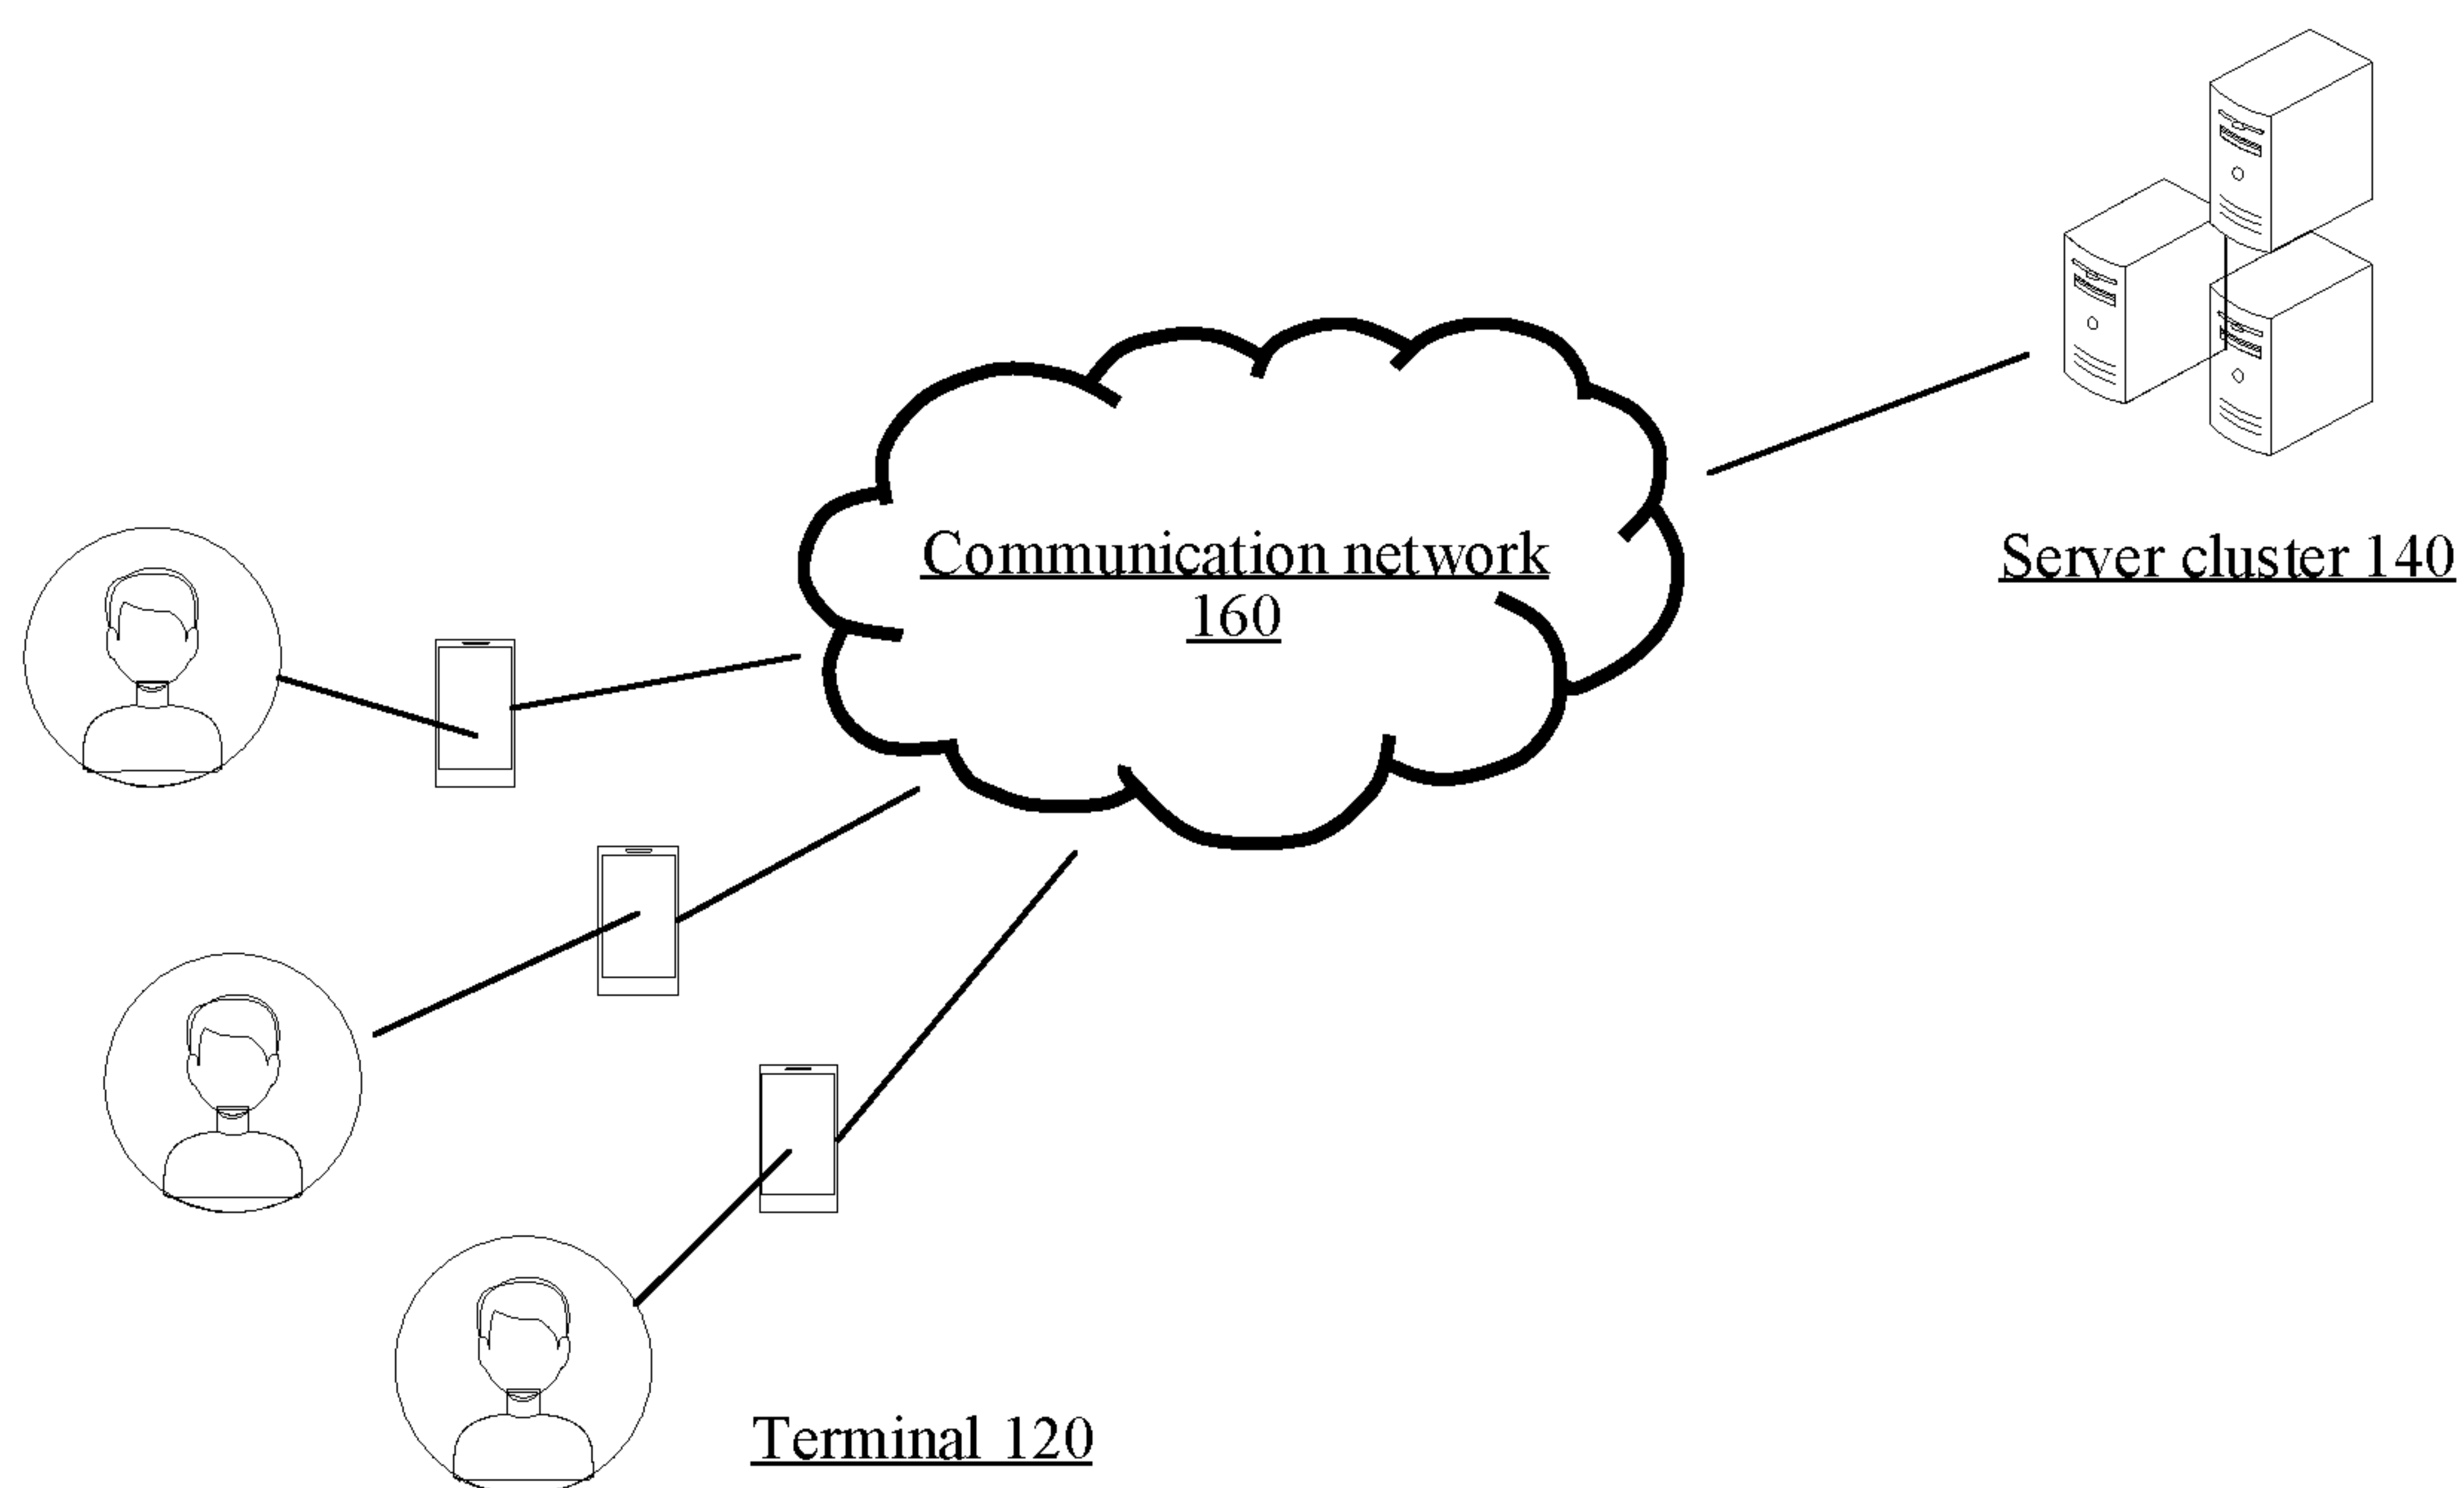 Communication network
160
Server cluster 140
Terminal 120